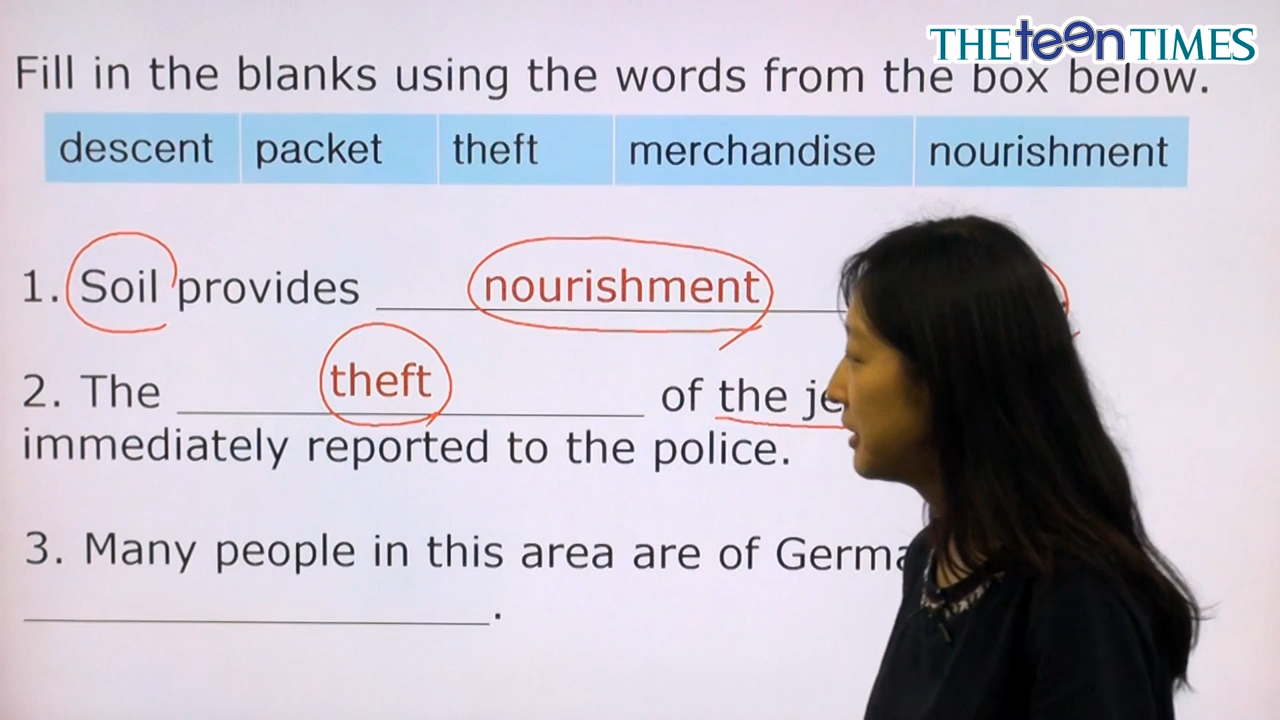 THE teen TIMES
Fill in the blanks using the words from the box below.
descent packet theft merchandise nourishment
1. Soil provides nourishment
2. The theft of the
immediately reported to the police.
3. Many people in this area are of
.